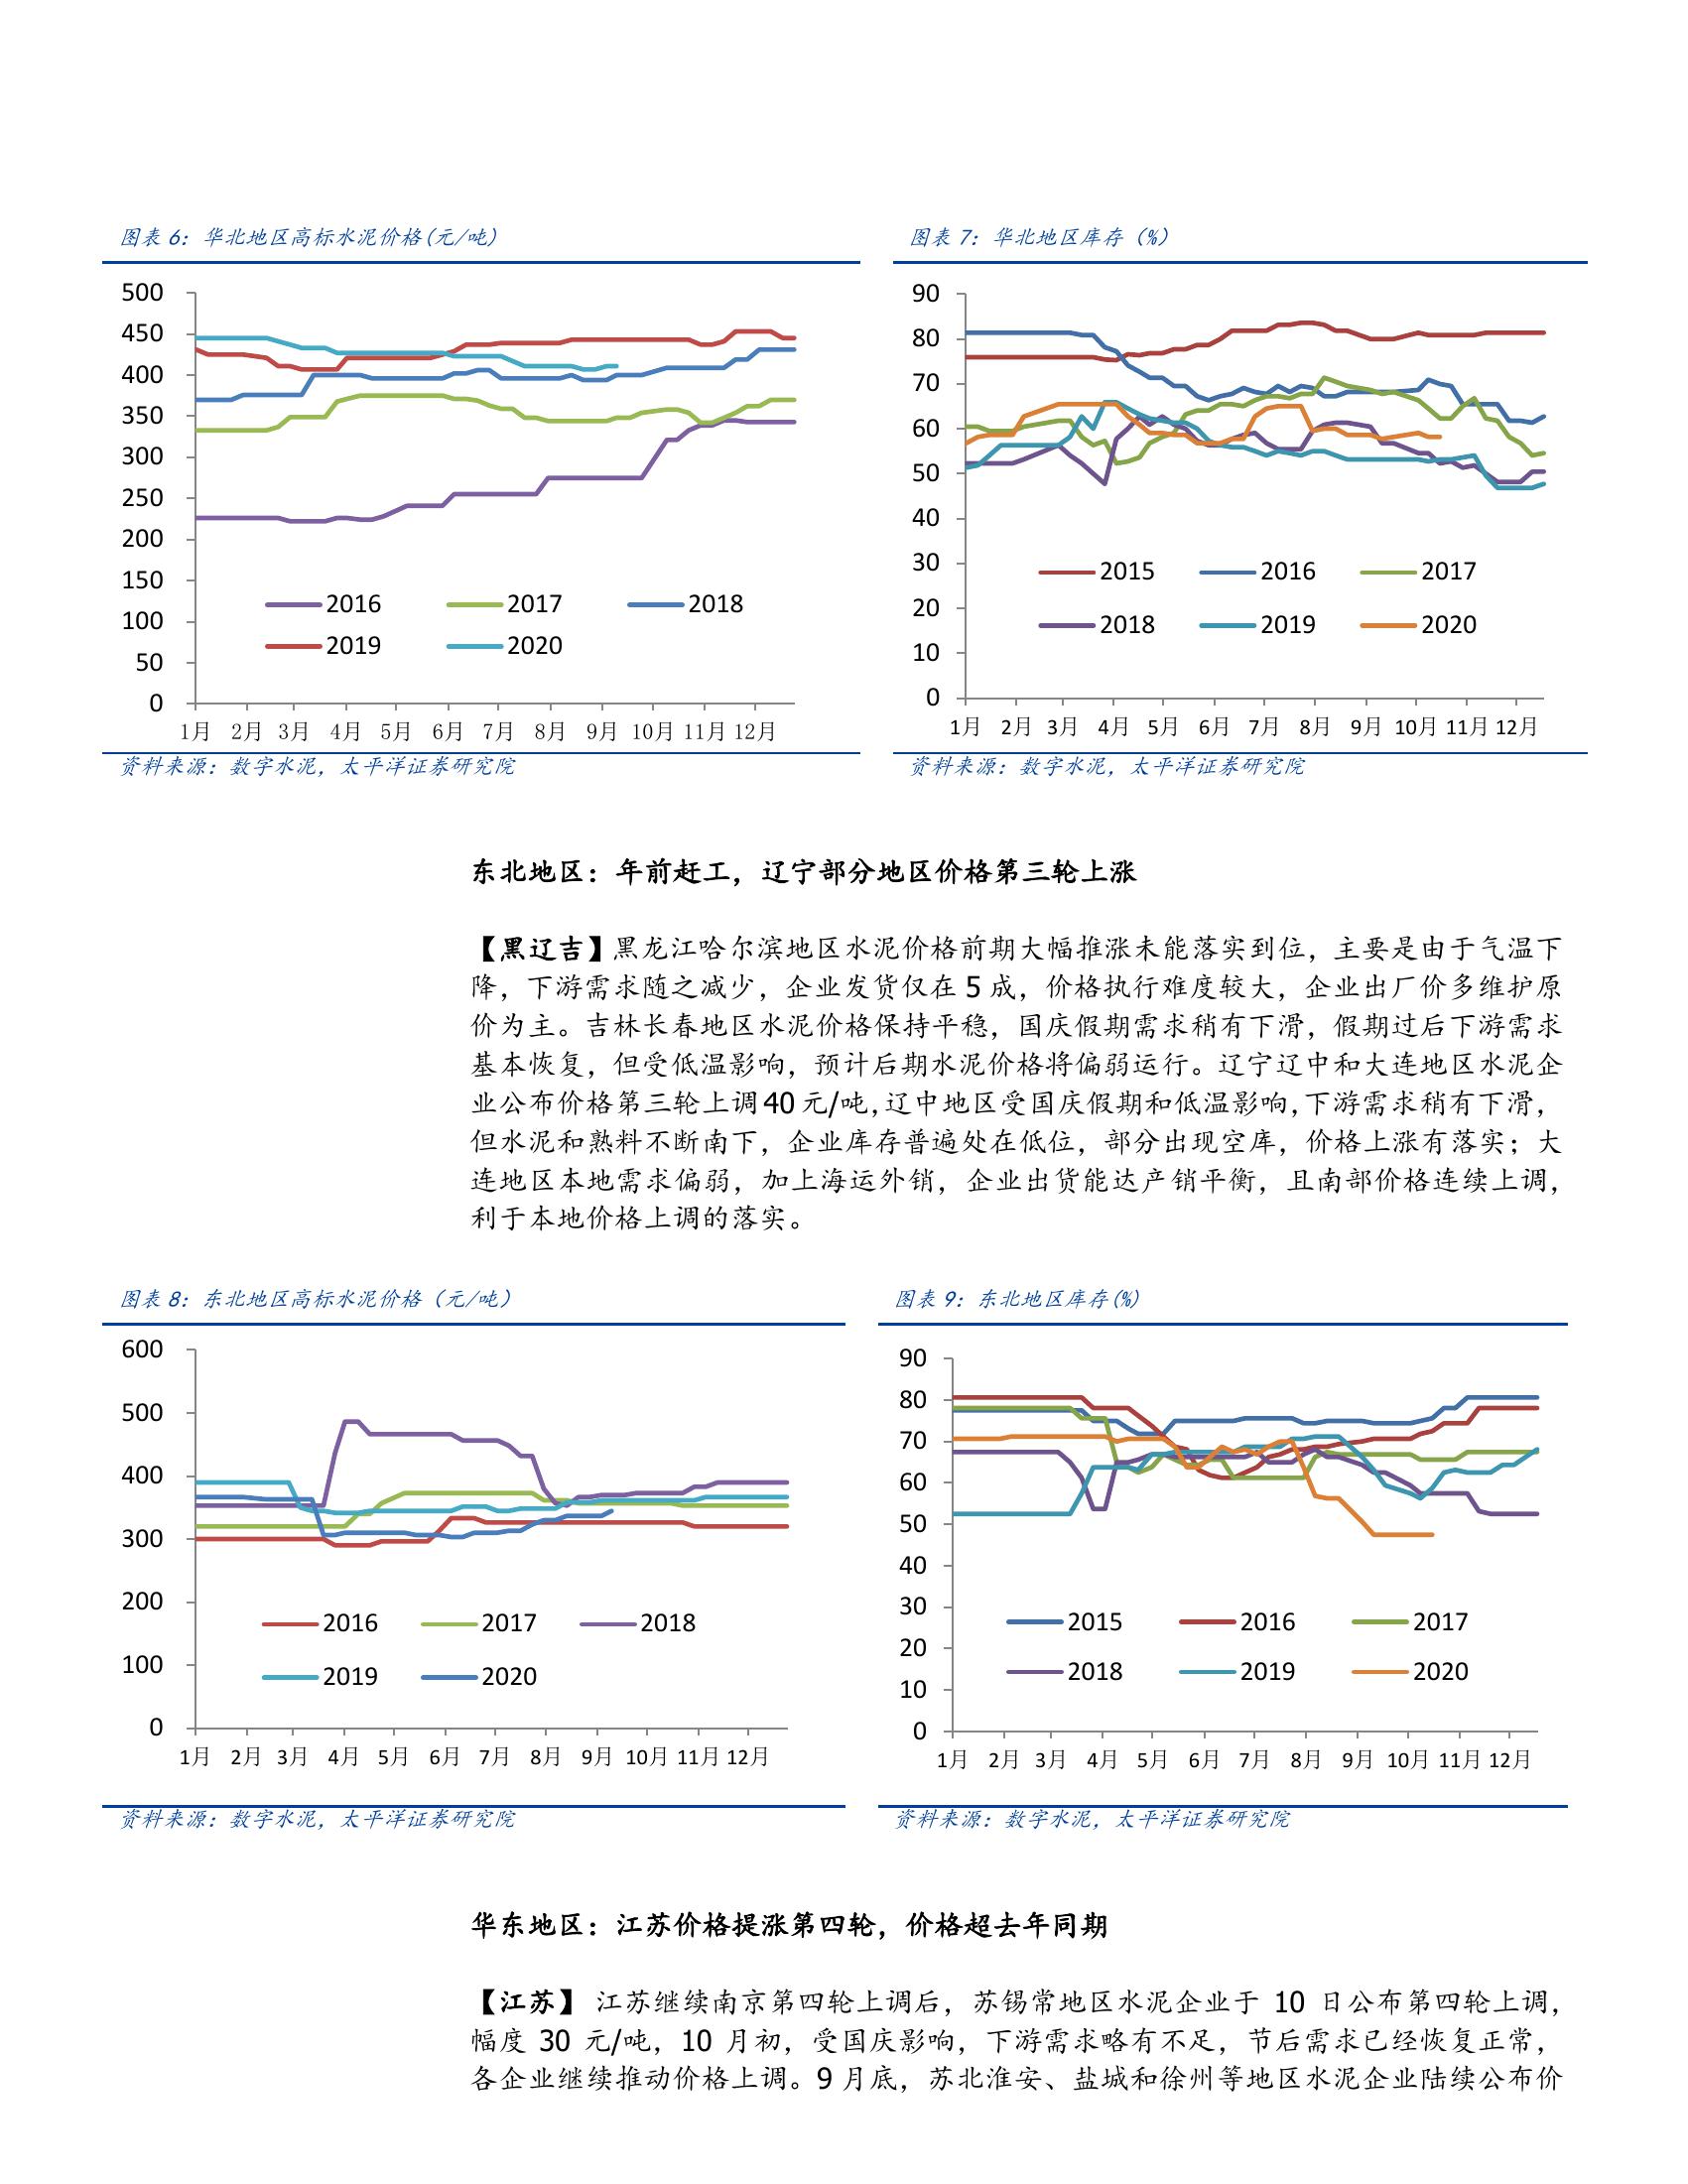 图表 6：华北地区高标水泥价格(元/吨)
500
450
400
350
300
250
200
150
100
50
0
2016 2017 2018
2019 2020
1月 2月 3月 4月 5月 6月 7月 8月 9月 10月 11月 12月
资料来源：数字水泥，太平洋证券研究院
图表 7：华北地区库存（%）
90
80
70
60
50
40
30
20
10
0
2015 2016 2017
2018 2019 2020
1月 2月 3月 4月 5月 6月 7月 8月 9月 10月 11月 12月
资料来源：数字水泥，太平洋证券研究院
东北地区：年前赶工，辽宁部分地区价格第三轮上涨
【黑辽吉】黑龙江哈尔滨地区水泥价格前期大幅推涨未能落实到位，主要是由于气温下
降，下游需求随之减少，企业发货仅在 5 成，价格执行难度较大，企业出厂价多维护原
价为主。吉林长春地区水泥价格保持平稳，国庆假期需求稍有下滑，假期过后下游需求
基本恢复，但受低温影响，预计后期水泥价格将偏弱运行。辽宁辽中和大连地区水泥企
业公布价格第三轮上调 40 元/吨，辽中地区受国庆假期和低温影响，下游需求稍有下滑，
但水泥和熟料不断南下，企业库存普遍处在低位，部分出现空库，价格上涨有落实；大
连地区本地需求偏弱，加上海运外销，企业出货能达产销平衡，且南部价格连续上调，
利于本地价格上调的落实。
图表 8：东北地区高标水泥价格（元/吨）
600
500
400
300
200
100
0
2016 2017 2018
2019 2020
1月 2月 3月 4月 5月 6月 7月 8月 9月 10月 11月 12月
资料来源：数字水泥，太平洋证券研究院
图表 9：东北地区库存(%)
90
80
70
60
50
40
30
20
10
0
2015 2016 2017
2018 2019 2020
1月 2月 3月 4月 5月 6月 7月 8月 9月 10月 11月 12月
资料来源：数字水泥，太平洋证券研究院
华东地区：江苏价格提涨第四轮，价格超去年同期
【江苏】 江苏继续南京第四轮上调后，苏锡常地区水泥企业于 10 日公布第四轮上调，
幅度 30 元/吨，10 月初，受国庆影响，下游需求略有不足，节后需求已经恢复正常，
各企业继续推动价格上调。9 月底，苏北淮安、盐城和徐州等地区水泥企业陆续公布价